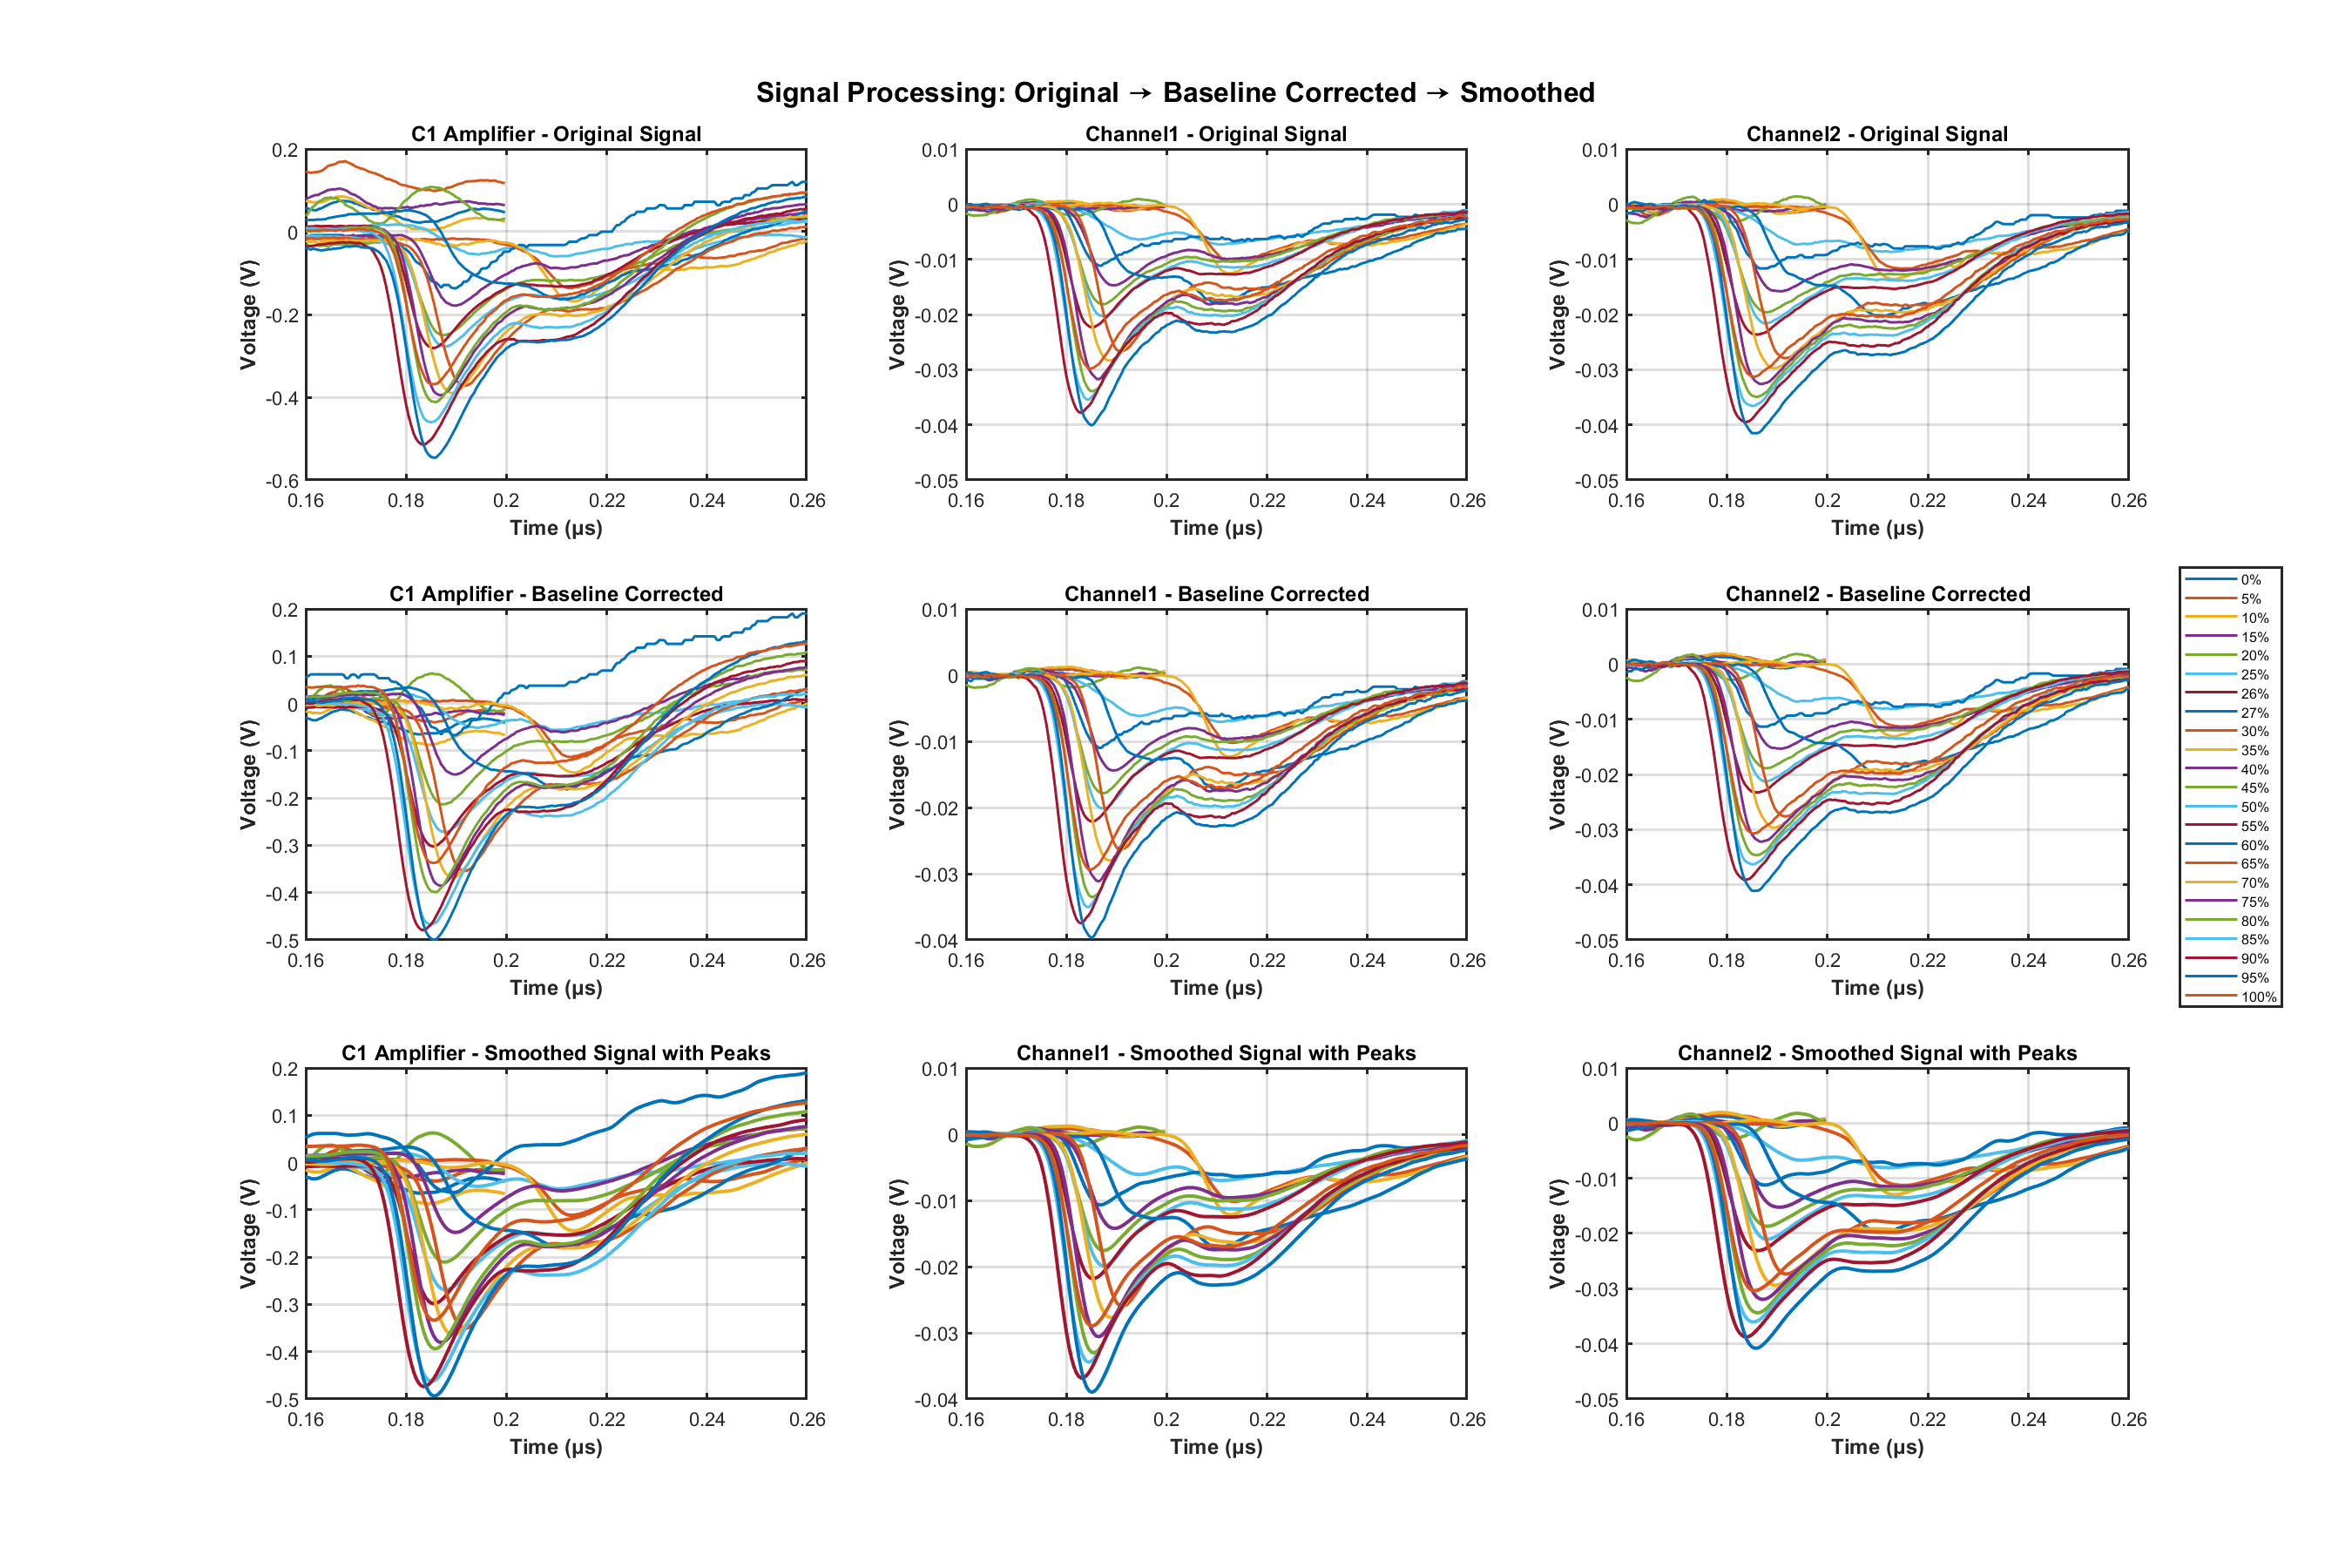 Signal Processing: Original → Baseline Corrected → Smoothed
C1 Amplifier - Original Signal
0.2
0
-0.2
-0.4
-0.6
0.16 0.18 0.2 0.22 0.24 0.26
Voltage (V)
Time (μs)
Channel1 - Original Signal
0.01
0
-0.01
-0.02
-0.03
-0.04
-0.05
0.16 0.18 0.2 0.22 0.24 0.26
Voltage (V)
Time (μs)
Channel2 - Original Signal
0.01
0
-0.01
-0.02
-0.03
-0.04
-0.05
0.16 0.18 0.2 0.22 0.24 0.26
Voltage (V)
Time (μs)
C1 Amplifier - Baseline Corrected
0.2
0.1
0
-0.1
-0.2
-0.3
-0.4
-0.5
0.16 0.18 0.2 0.22 0.24 0.26
Voltage (V)
Time (μs)
Channel1 - Baseline Corrected
0.01
0
-0.01
-0.02
-0.03
-0.04
0.16 0.18 0.2 0.22 0.24 0.26
Voltage (V)
Time (μs)
Channel2 - Baseline Corrected
0.01
0
-0.01
-0.02
-0.03
-0.04
-0.05
0.16 0.18 0.2 0.22 0.24 0.26
Voltage (V)
Time (μs)
0%
5%
10%
15%
20%
25%
26%
27%
30%
35%
40%
45%
50%
55%
60%
65%
70%
75%
80%
85%
90%
95%
100%
C1 Amplifier - Smoothed Signal with Peaks
0.2
0.1
0
-0.1
-0.2
-0.3
-0.4
-0.5
0.16 0.18 0.2 0.22 0.24 0.26
Voltage (V)
Time (μs)
Channel1 - Smoothed Signal with Peaks
0.01
0
-0.01
-0.02
-0.03
-0.04
0.16 0.18 0.2 0.22 0.24 0.26
Voltage (V)
Time (μs)
Channel2 - Smoothed Signal with Peaks
0.01
0
-0.01
-0.02
-0.03
-0.04
-0.05
0.16 0.18 0.2 0.22 0.24 0.26
Voltage (V)
Time (μs)